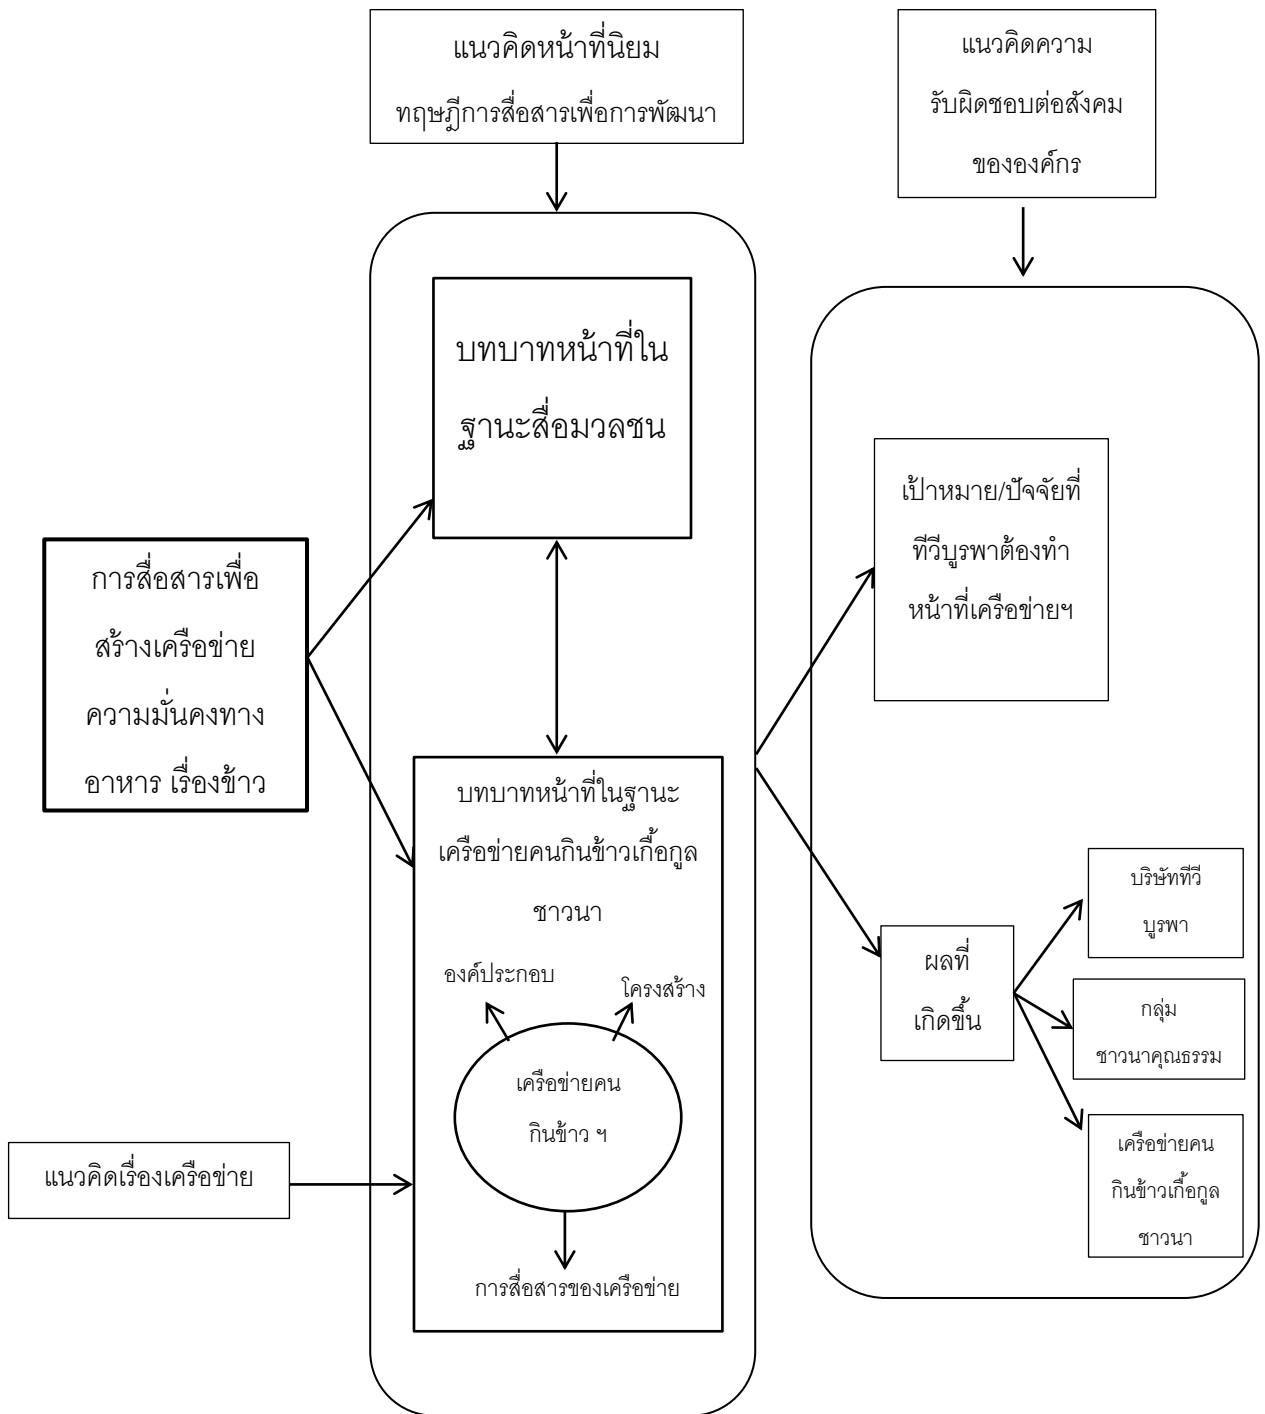 แนวคิดหน้าที่นิยม
ทฤษฎีการสื่อสารเพื่อการพัฒนา
แนวคิดความ
รับผิดชอบต่อสังคม
ขององค์กร
บทบาทหน้าที่ใน
ฐานะสื่อมวลชน
การสื่อสารเพื่อ
สร้างเครือข่าย
ความมั่นคงทาง
อาหาร เรื่องข้าว
เป้าหมาย/ปัจจัยที่
ทีวีบูรพาต้องทำ
หน้าที่เครือข่ายฯ
บทบาทหน้าที่ในฐานะ
เครือข่ายคนกินข้าวเกื้อกูล
ชาวนา
องค์ประกอบ
โครงสร้าง
เครือข่ายคน
กินข้าว ฯ
การสื่อสารของเครือข่าย
แนวคิดเรื่องเครือข่าย
ผลที่
เกิดขึ้น
บริษัททีวี
บูรพา
กลุ่ม
ชาวนาคุณธรรม
เครือข่ายคน
กินข้าวเกื้อกูล
ชาวนา